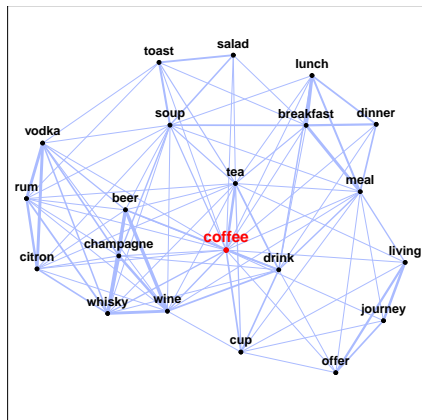 salad
toast
lunch
soup
breakfast
dinner
vodka
tea
meal
rum
beer
coffee
champagne
living
citron
drink
whisky
wine
journey
cup
offer